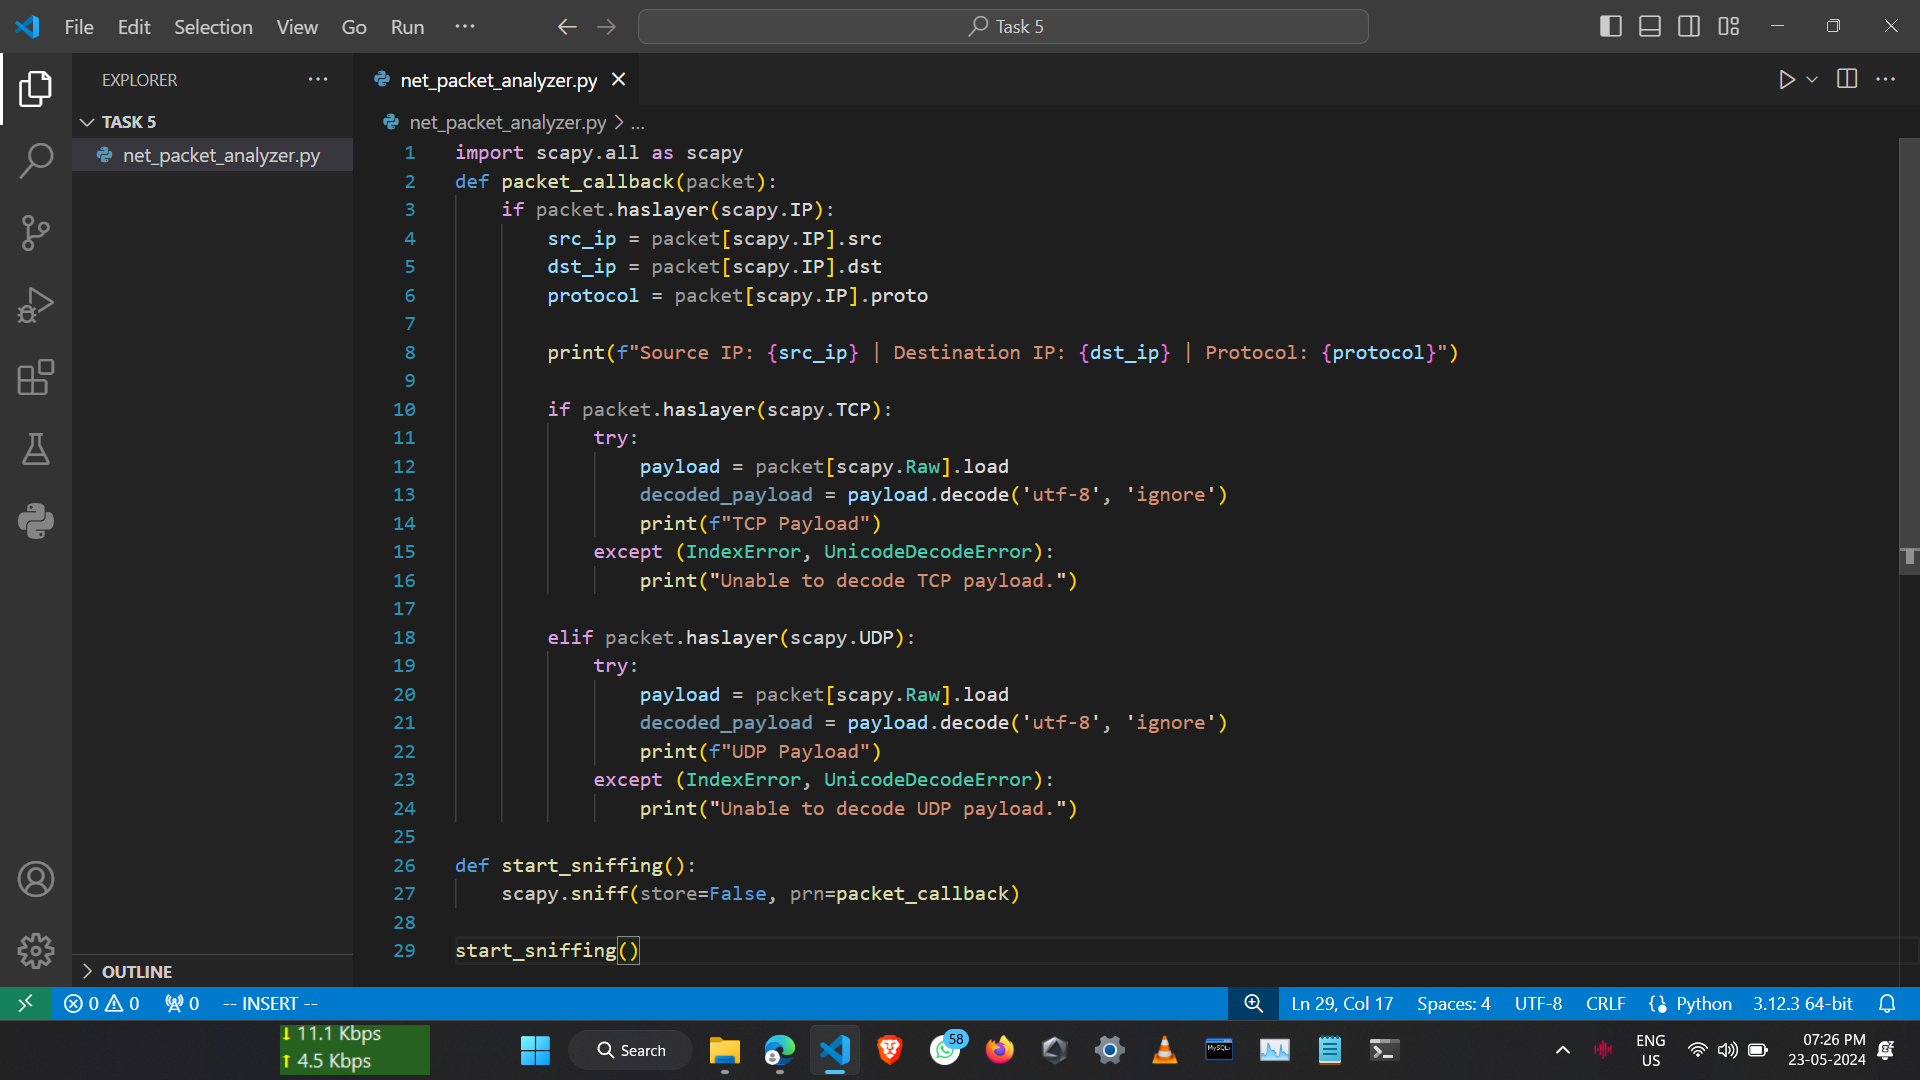 File Edit Selection View Go Run ··· Task 5
EXPLORER ···
net_packet_analyzer.py
TASK 5
net_packet_analyzer.py > ...
net_packet_analyzer.py
1 import scapy.all as scapy
2 def packet_callback(packet):
3     if packet.haslayer(scapy.IP):
4         src_ip = packet[scapy.IP].src
5         dst_ip = packet[scapy.IP].dst
6         protocol = packet[scapy.IP].proto
7
8         print(f"Source IP: {src_ip} | Destination IP: {dst_ip} | Protocol: {protocol}")
9
10         if packet.haslayer(scapy.TCP):
11             try:
12                 payload = packet[scapy.Raw].load
13                 decoded_payload = payload.decode('utf-8', 'ignore')
14                 print(f"TCP Payload")
15             except (IndexError, UnicodeDecodeError):
16                 print("Unable to decode TCP payload.")
17
18         elif packet.haslayer(scapy.UDP):
19             try:
20                 payload = packet[scapy.Raw].load
21                 decoded_payload = payload.decode('utf-8', 'ignore')
22                 print(f"UDP Payload")
23             except (IndexError, UnicodeDecodeError):
24                 print("Unable to decode UDP payload.")
25
26 def start_sniffing():
27     scapy.sniff(store=False, prn=packet_callback)
28
29 start_sniffing()
OUTLINE
0 0 0 -- INSERT -- Ln 29, Col 17 Spaces: 4 UTF-8 CRLF Python 3.12.3 64-bit
↓ 11.1 Kbps
↑ 4.5 Kbps
Search
58
MySQL
ENG
US
07:26 PM
23-05-2024